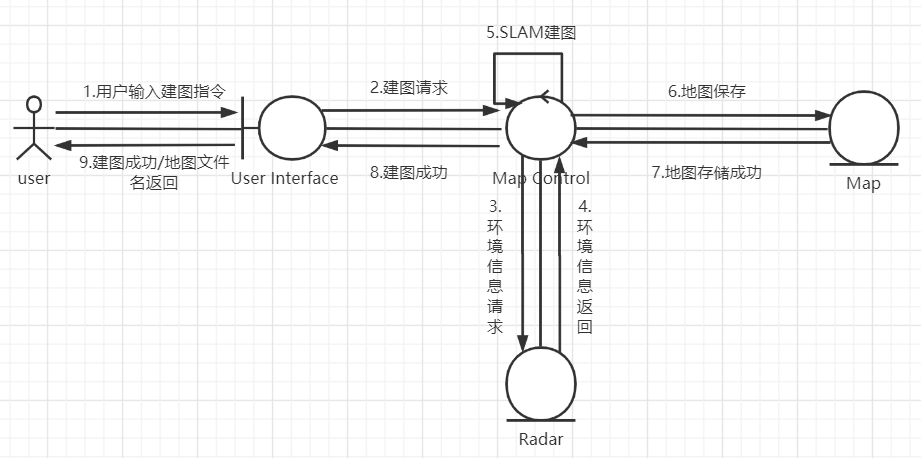 5.SLAM建图
1.用户输入建图指令
2.建图请求
6.地图保存
9.建图成功/地图文件
名返回
8.建图成功
7.地图存储成功
user
User Interface
Map Control
Map
3.
环
境
信
息
请
求
4.
环
境
信
息
返
回
Radar